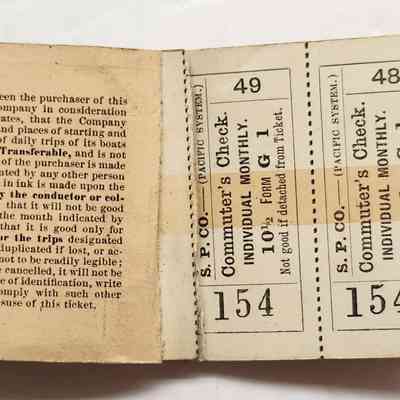 een the purchaser of this
ompany in consideration
ates, that the Company
and places of starting and
of daily trips of its boats
Transferable, and is not
of the purchaser is made
nted by any other person
in ink is made upon the
y the conductor or col-
that it will not be good
the month indicated
that it is good only for
or the trips designated
duplicated if lost, or ac-
not to be readily legible;
e cancelled, it will not be
se of identification, write
omply with such other
suse of this ticket.
49
S. P. CO.—(PACIFIC SYSTEM.)
Commuter's Check.
INDIVIDUAL MONTHLY.
10½ FORM G 1
Not good if detached from Ticket.
154
48
S. P. CO.—(PACIFIC SYSTEM.)
Commuter's Check.
INDIVIDUAL MONTHLY.
154